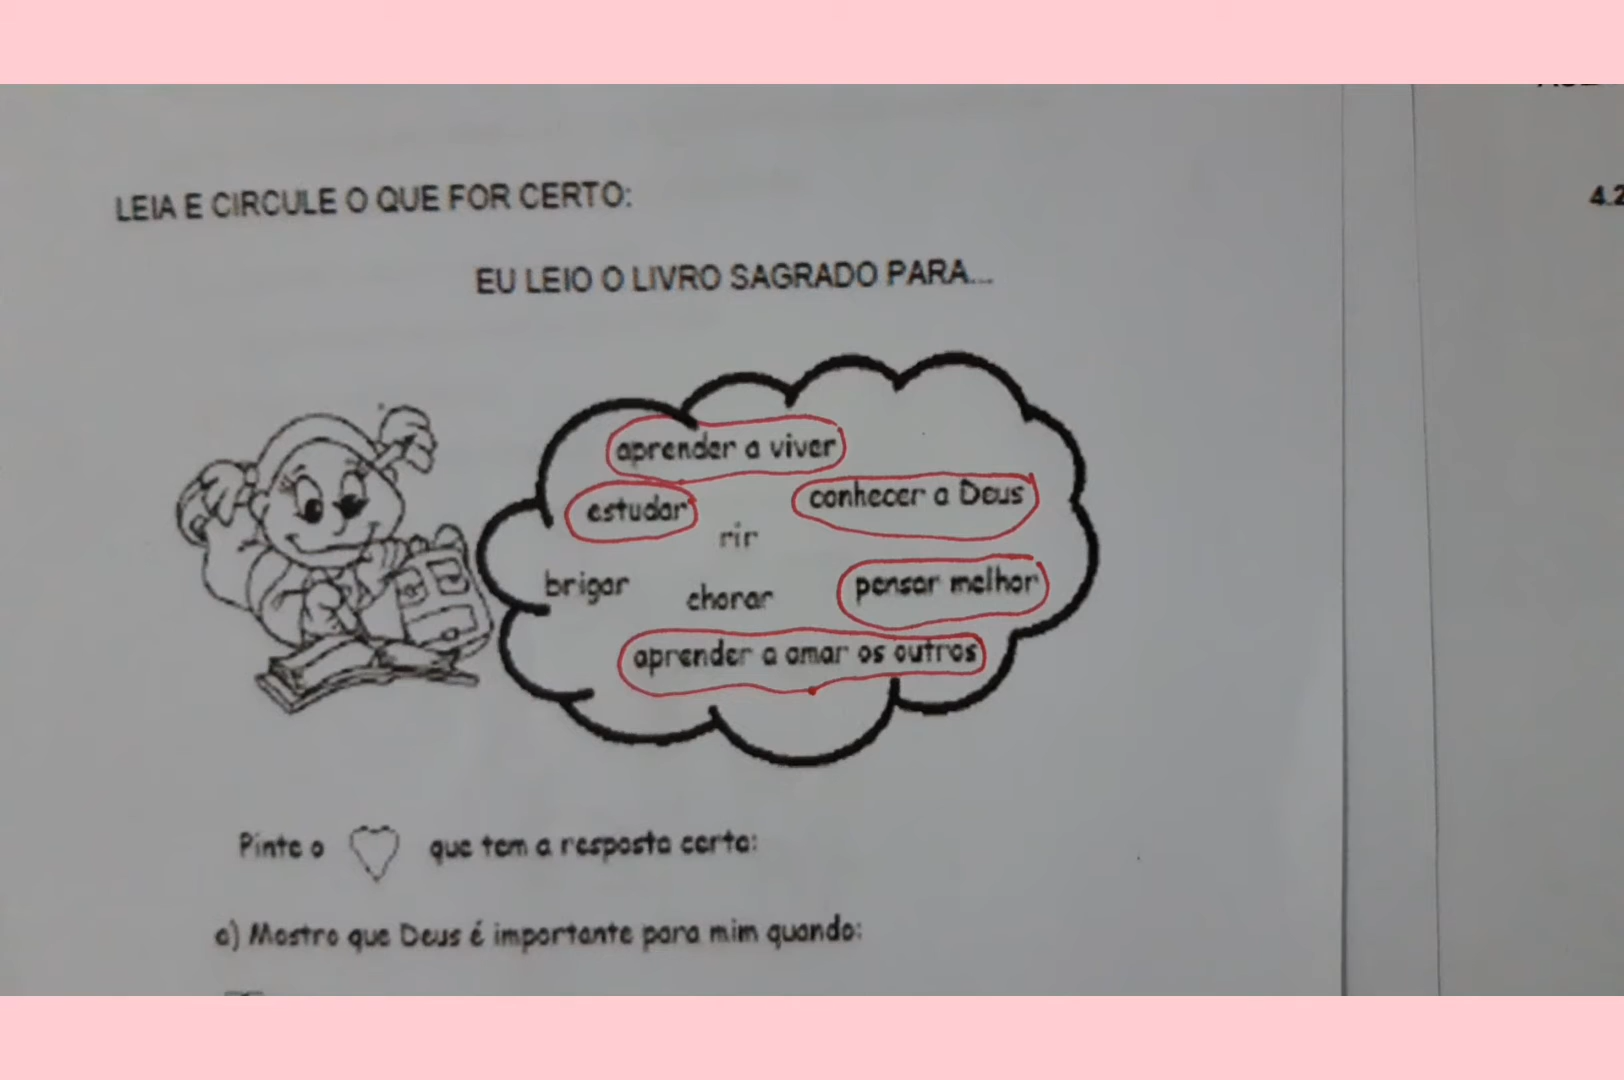 LEIA E CIRCULE O QUE FOR CERTO:
EU LEIO O LIVRO SAGRADO PARA...
aprender a viver
estudar
conhecer a Deus
rir
brigar
chorar
pensar melhor
aprender a amar os outros
Pinte o que tem a resposta certa:
a) Mostro que Deus é importante para mim quando: